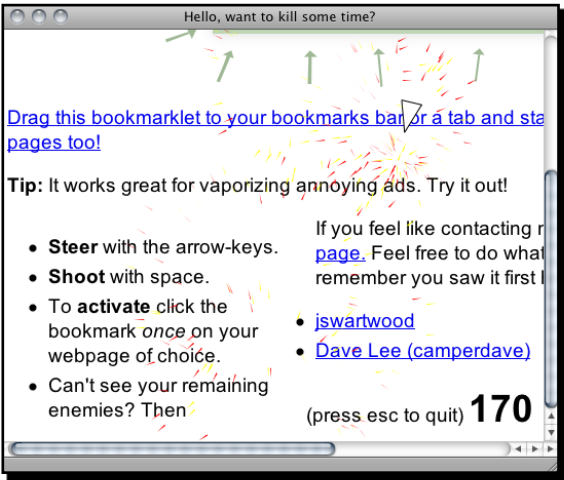 Hello, want to kill some time?
Drag this bookmarklet to your bookmarks bar or a tab and sta
pages too!
Tip: It works great for vaporizing annoying ads. Try it out!
Steer with the arrow-keys.
Shoot with space.
To activate click the
bookmark once on your
webpage of choice.
Can't see your remaining
enemies? Then
If you feel like contacting
page. Feel free to do what
remember you saw it first
jswartwood
Dave Lee (camperdave)
(press esc to quit) 170